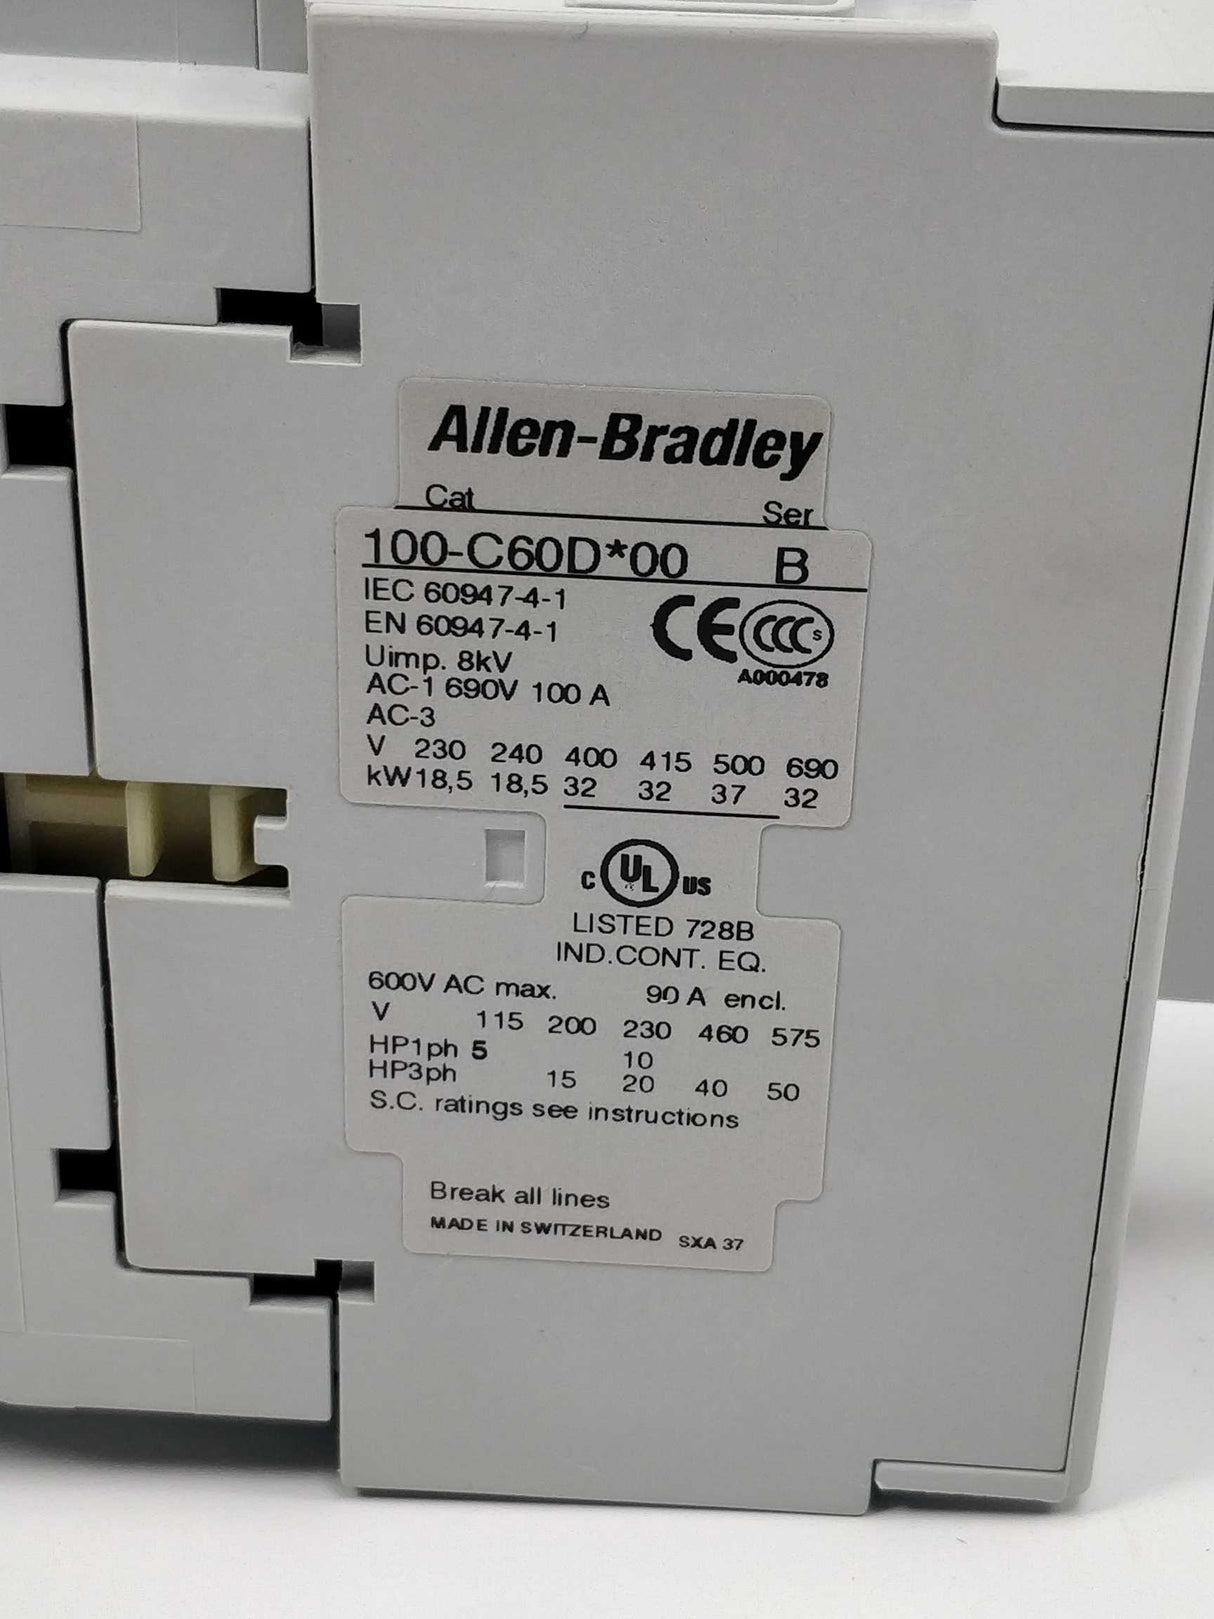 Allen-Bradley
Cat Ser
100-C60D*00 B
IEC 60947-4-1
EN 60947-4-1
CE CCC S
Uimp. 8kV
A000478
AC-1 690V 100 A
AC-3
V 230 240 400 415 500 690
kW18,5 18,5 32 32 37 32
C UL US
LISTED 728B
IND.CONT. EQ.
600V AC max. 90 A encl.
V 115 200 230 460 575
HP1ph 5 10
HP3ph 15 20 40 50
S.C. ratings see instructions
Break all lines
MADE IN SWITZERLAND SXA 37